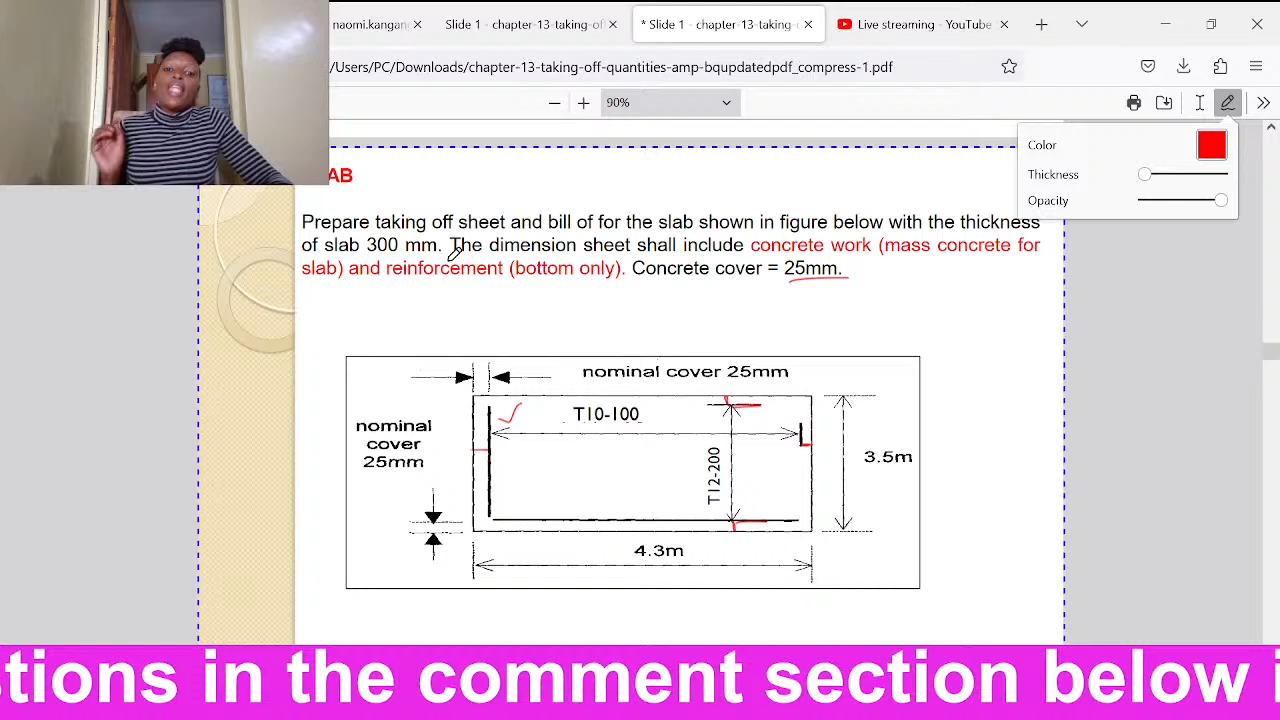 naomi.kangane
Slide 1 - chapter-13-taking-of
* Slide 1 - chapter-13-taking-
Live streaming - YouTube
/Users/PC/Downloads/chapter-13-taking-off-quantities-amp-bqupdatedpdf_compress-1.pdf
90%
Color
Thickness
Opacity
AB
Prepare taking off sheet and bill of for the slab shown in figure below with the thickness
of slab 300 mm. The dimension sheet shall include concrete work (mass concrete for
slab) and reinforcement (bottom only). Concrete cover = 25mm.
nominal cover 25mm
T10-100
nominal
cover
25mm
T12-200
3.5m
4.3m
stions in the comment section below i